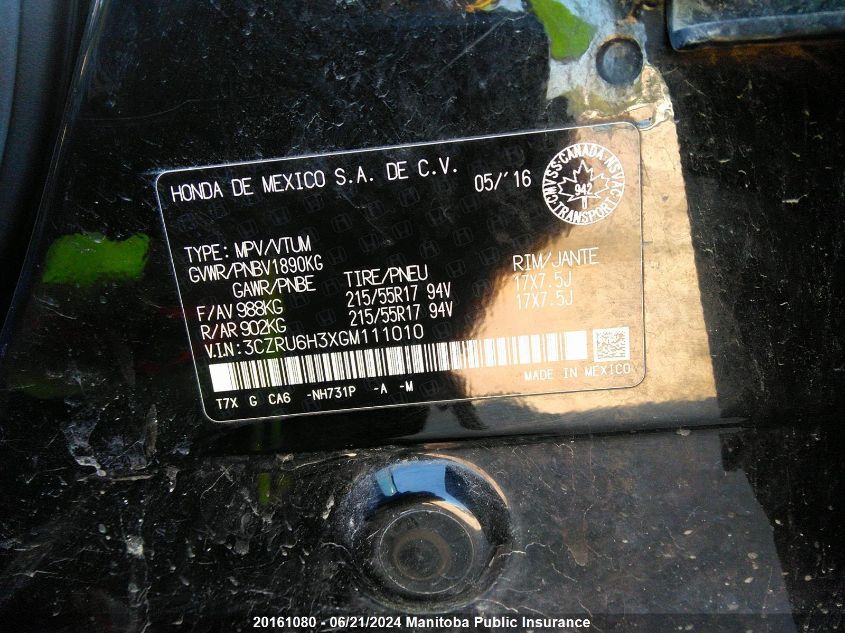 HONDA DE MEXICO S.A. DE C.V.
05/'16
CMVSS-CANADA-NSVAC
942
TRANSPORT
TYPE: MPV/VTUM
GVWR/PNBV1890KG
GAWR/PNBE TIRE/PNEU RIM/JANTE
F/AV 988KG 215/55R17 94V 17X7.5J
R/AR 902KG 215/55R17 94V 17X7.5J
V.IN: 3CZRU6H3XGM111010
T7X G CA6 -NH731P -A -M
MADE IN MEXICO
20161080 - 06/21/2024 Manitoba Public Insurance